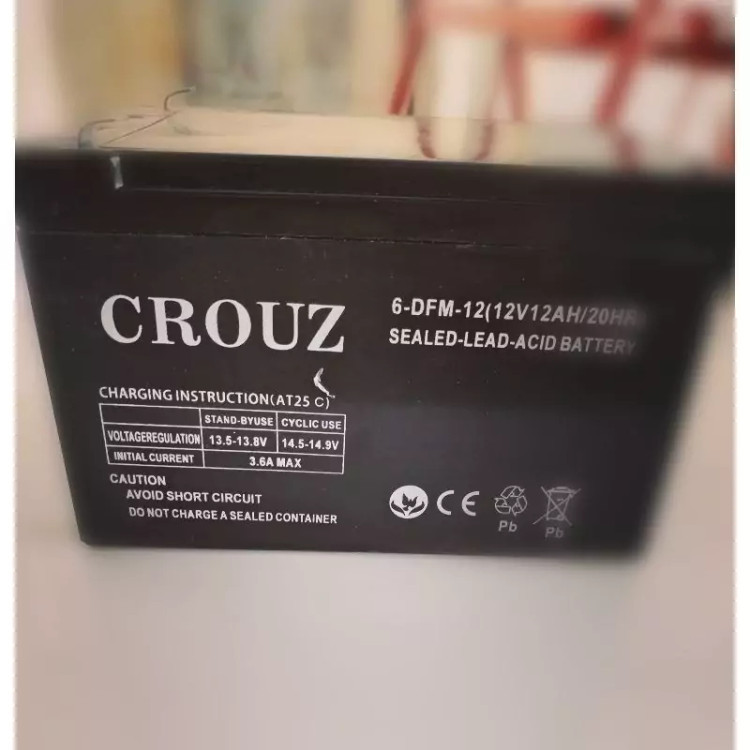 CROUZ
6-DFM-12(12V12AH/20HR)
SEALED-LEAD-ACID BATTERY
CHARGING INSTRUCTION(AT25 C)
STAND-BYUSE CYCLIC USE
VOLTAGEREGULATION 13.5-13.8V 14.5-14.9V
INITIAL CURRENT 3.6A MAX
CAUTION
AVOID SHORT CIRCUIT
DO NOT CHARGE A SEALED CONTAINER
CE
Pb Pb